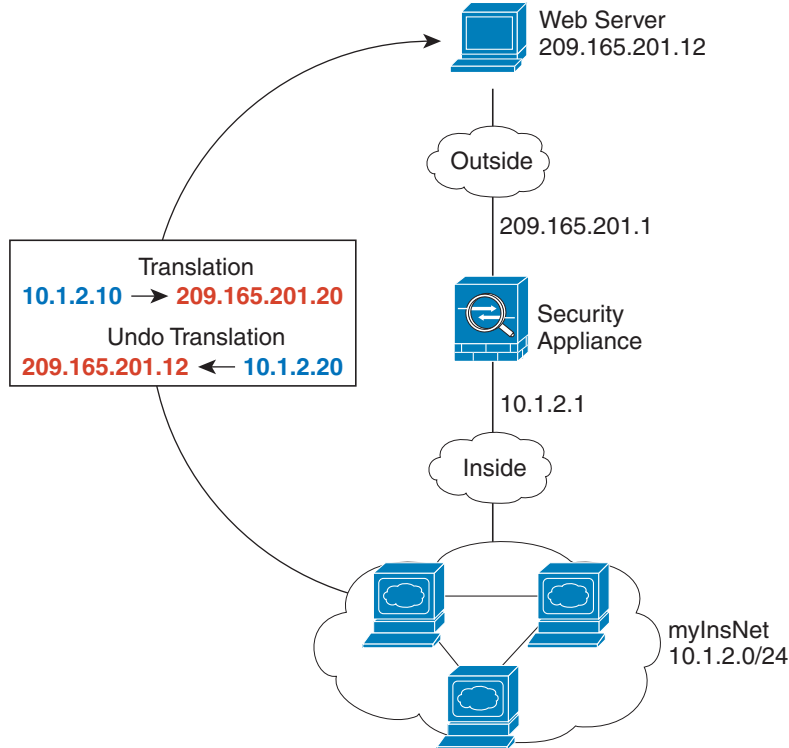 Web Server
209.165.201.12
Outside
209.165.201.1
Translation
10.1.2.10 → 209.165.201.20
Undo Translation
209.165.201.12 ← 10.1.2.20
Security
Appliance
10.1.2.1
Inside
myInsNet
10.1.2.0/24